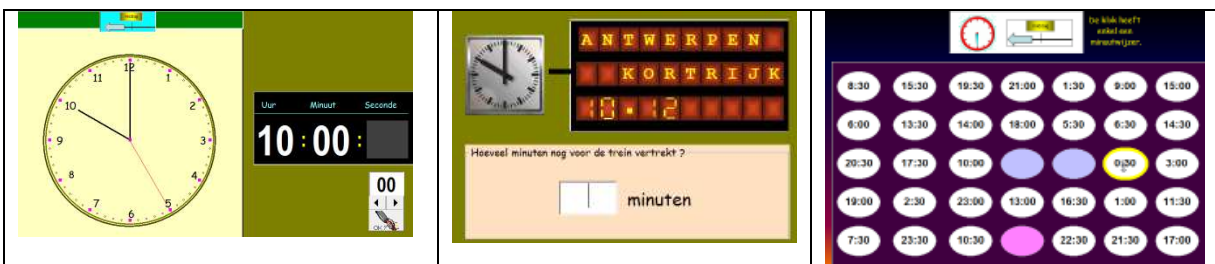 12
11
1
10
2
9
3
8
4
7
5
6
Uur Minuut Seconde
10 : 00 :
00
ok?
ANTWERPEN
KORTRIJK
10.12
Hoeveel minuten nog voor de trein vertrekt ?
minuten
De klok heeft
enkel een
minuutwijzer.
8:30 15:30 19:30 21:00 1:30 9:00 15:00
6:00 13:30 14:00 18:00 5:30 6:30 14:30
20:30 17:30 10:00 0:30 3:00
19:00 2:30 23:00 13:00 16:30 1:00 11:30
7:30 23:30 10:30 22:30 21:30 17:00